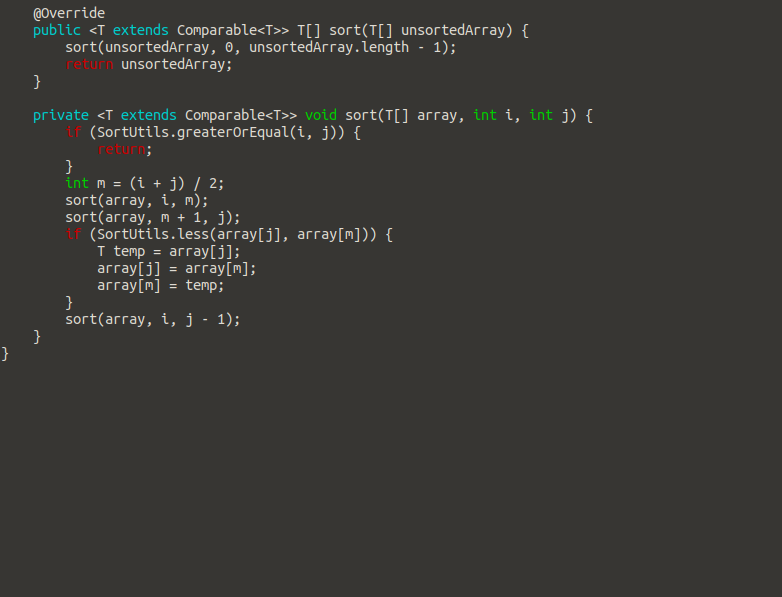 @Override
    public <T extends Comparable<T>> T[] sort(T[] unsortedArray) {
        sort(unsortedArray, 0, unsortedArray.length - 1);
        return unsortedArray;
    }

    private <T extends Comparable<T>> void sort(T[] array, int i, int j) {
        if (SortUtils.greaterOrEqual(i, j)) {
            return;
        }
        int m = (i + j) / 2;
        sort(array, i, m);
        sort(array, m + 1, j);
        if (SortUtils.less(array[j], array[m])) {
            T temp = array[j];
            array[j] = array[m];
            array[m] = temp;
        }
        sort(array, i, j - 1);
    }
}